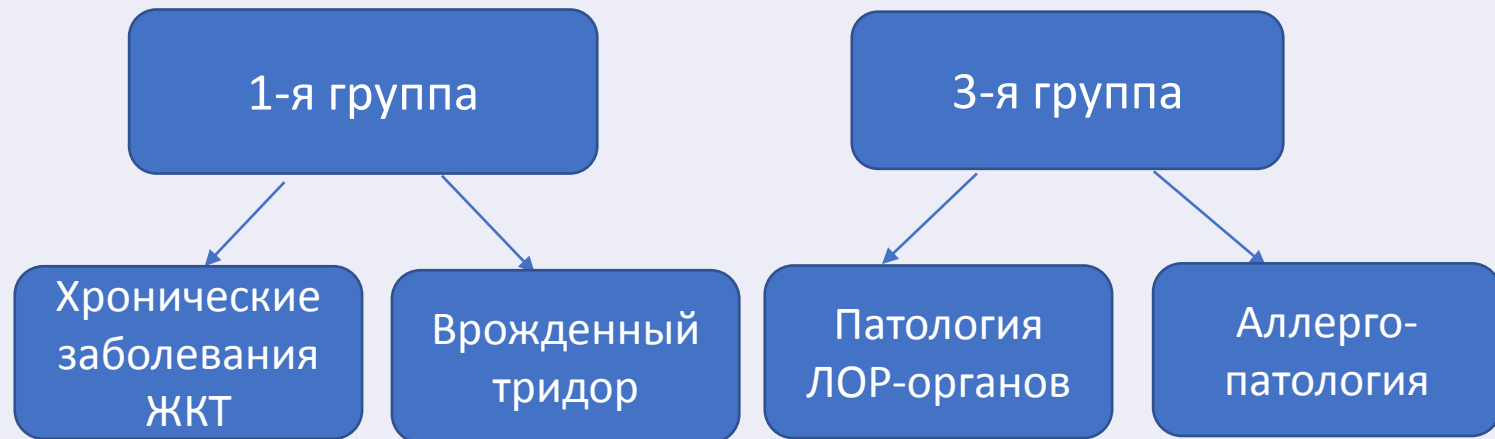 1-я группа
3-я группа
Хронические
заболевания
ЖКТ
Врожденный
тридор
Патология
ЛОР-органов
Аллерго-
патология